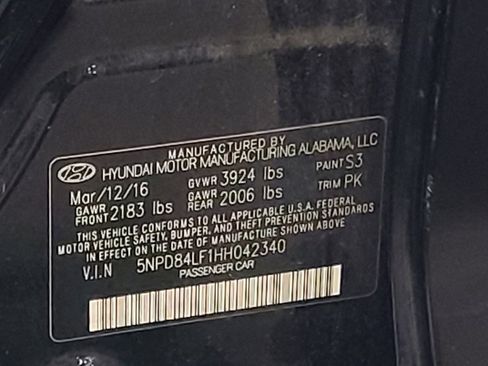 MANUFACTURED BY
HYUNDAI MOTOR MANUFACTURING ALABAMA, LLC
Mar/12/16 GVWR 3924 lbs PAINT S3
GAWR FRONT 2183 lbs GAWR REAR 2006 lbs TRIM PK
THIS VEHICLE CONFORMS TO ALL APPLICABLE U.S.A. FEDERAL
MOTOR VEHICLE SAFETY, BUMPER, AND THEFT PREVENTION STANDARDS
IN EFFECT ON THE DATE OF MANUFACTURE SHOWN ABOVE
V.I.N 5NPD84LF1HH042340
PASSENGER CAR